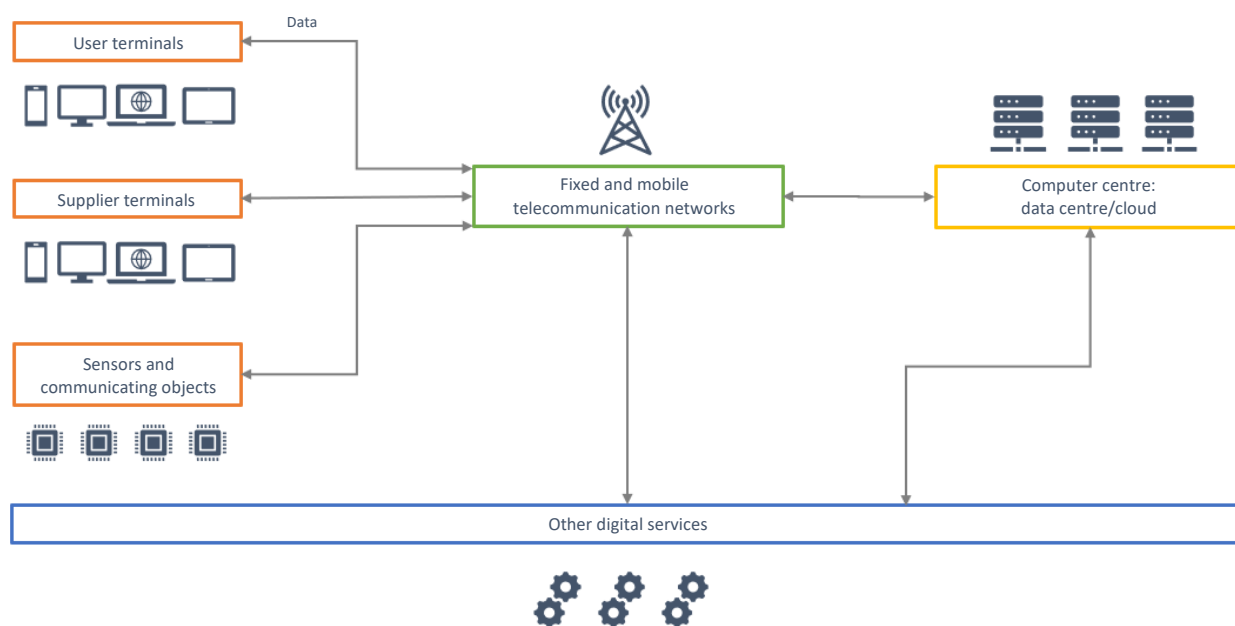 Data
User terminals
Supplier terminals
Fixed and mobile
telecommunication networks
Computer centre:
data centre/cloud
Sensors and
communicating objects
Other digital services